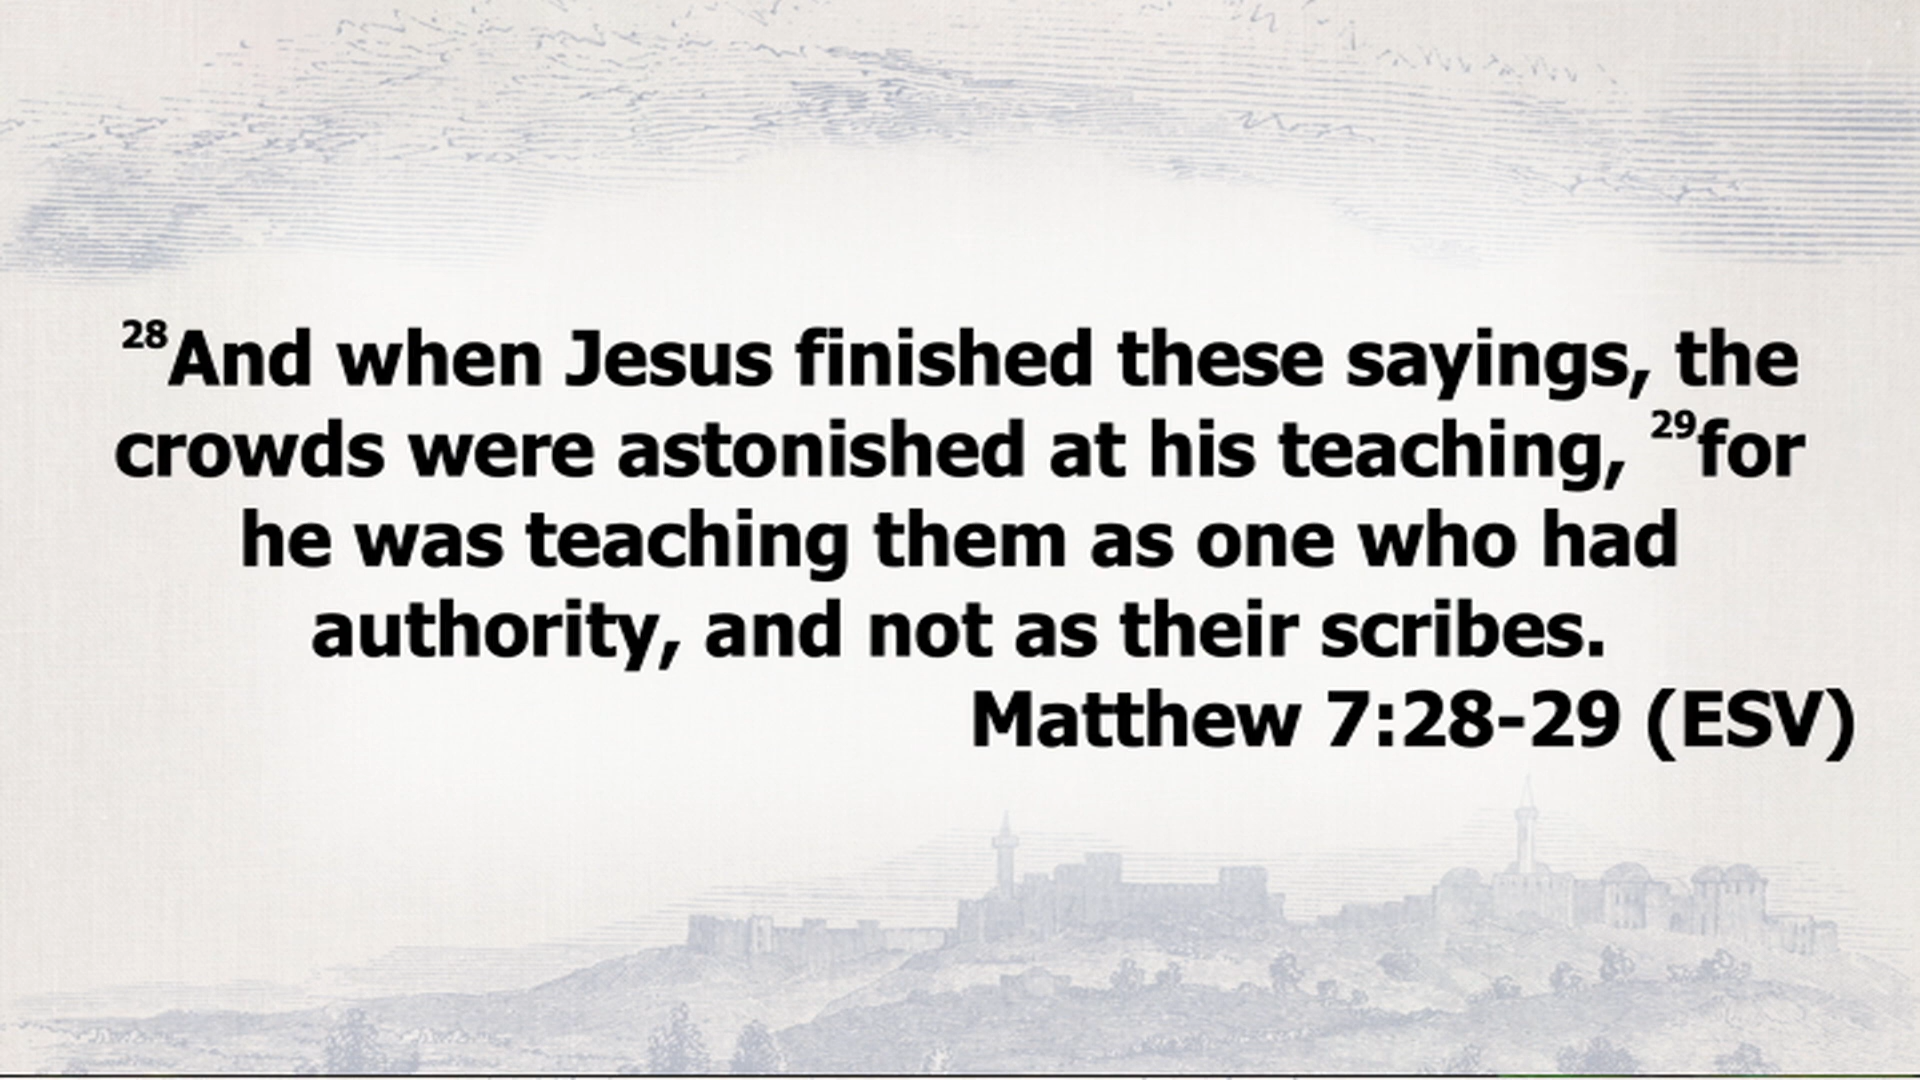 28And when Jesus finished these sayings, the
crowds were astonished at his teaching, 29for
he was teaching them as one who had
authority, and not as their scribes.
Matthew 7:28-29 (ESV)